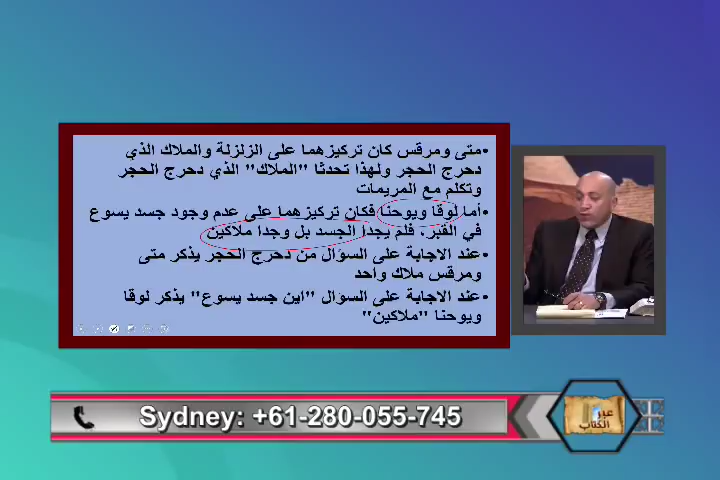 •متى ومرقس كان تركيزهما على الزلزلة والملاك الذي
دحرج الحجر ولهذا تحدثا "الملاك" الذي دحرج الحجر
وتكلم مع المريمات
•أما لوقا ويوحنا فكان تركيزهما على عدم وجود جسد يسوع
في القبر، فلم يجدا الجسد بل وجدا ملاكين
•عند الاجابة على السؤال من دحرج الحجر يذكر متى
ومرقس ملاك واحد
•عند الاجابة على السؤال "اين جسد يسوع" يذكر لوقا
ويوحنا "ملاكين"
Sydney: +61-280-055-745
عبر
الكتاب